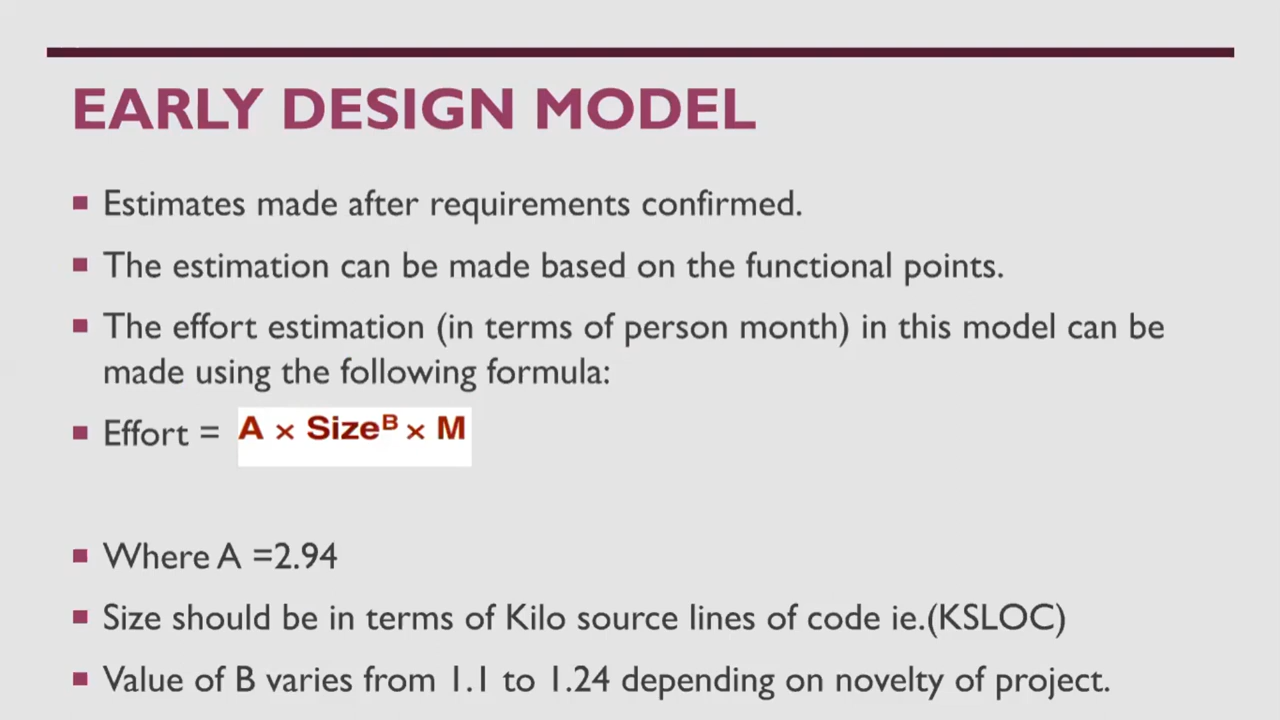 EARLY DESIGN MODEL
Estimates made after requirements confirmed.
The estimation can be made based on the functional points.
The effort estimation (in terms of person month) in this model can be
made using the following formula:
Effort = A × Sizeᴮ × M
Where A =2.94
Size should be in terms of Kilo source lines of code ie.(KSLOC)
Value of B varies from 1.1 to 1.24 depending on novelty of project.